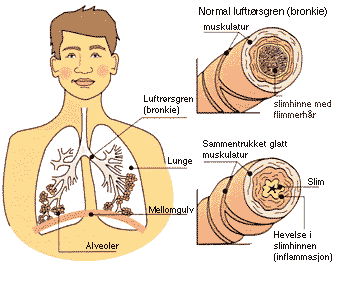 Normal luftrørsgren (bronkie)
muskulatur
slimhinne med
flimmerhår
Luftrørsgren
(bronkie)
Lunge
Mellomgulv
Alveoler
Sammentrukket glatt
muskulatur
Slim
Hevelse i
slimhinnen
(inflammasjon)